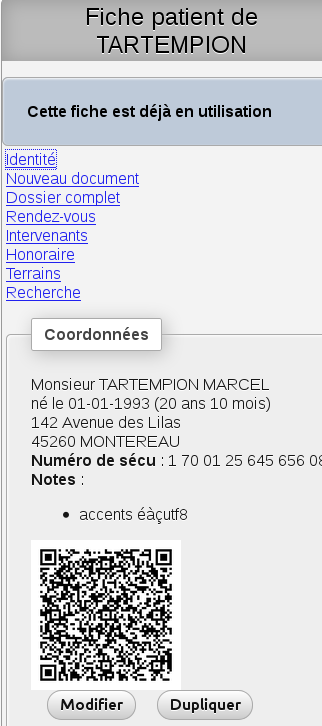 Fiche patient de
TARTEMPION
Cette fiche est déjà en utilisation
Identité
Nouveau document
Dossier complet
Rendez-vous
Intervenants
Honoraire
Terrains
Recherche
Coordonnées
Monsieur TARTEMPION MARCEL
né le 01-01-1993 (20 ans 10 mois)
142 Avenue des Lilas
45260 MONTEREAU
Numéro de sécu : 1 70 01 25 645 656 08
Notes :
• accents éàçutf8
Modifier Dupliquer